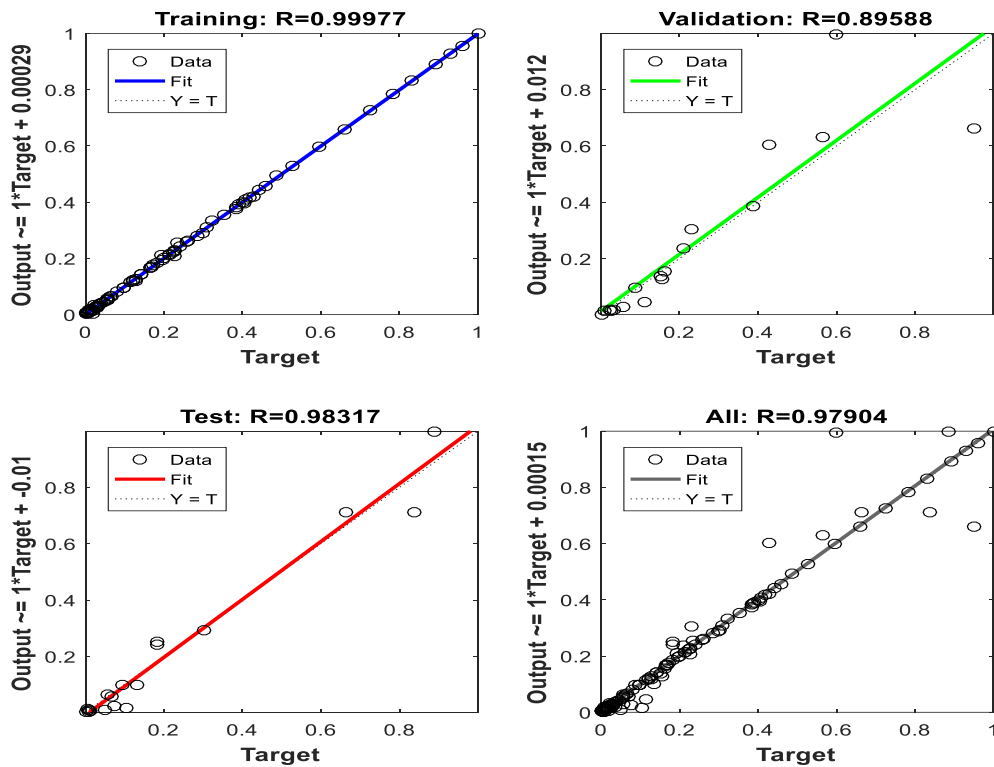 Training: R=0.99977
Output ~= 1*Target + 0.00029
1
0.8
0.6
0.4
0.2
0
Data
Fit
Y = T
0 0.2 0.4 0.6 0.8 1
Target
Validation: R=0.89588
Output ~= 1*Target + 0.012
1
0.8
0.6
0.4
0.2
0
Data
Fit
Y = T
0.2 0.4 0.6 0.8
Target
Test: R=0.98317
Output ~= 1*Target + -0.01
0.8
0.6
0.4
0.2
Data
Fit
Y = T
0.2 0.4 0.6 0.8
Target
All: R=0.97904
Output ~= 1*Target + 0.00015
1
0.8
0.6
0.4
0.2
0
Data
Fit
Y = T
0 0.2 0.4 0.6 0.8 1
Target